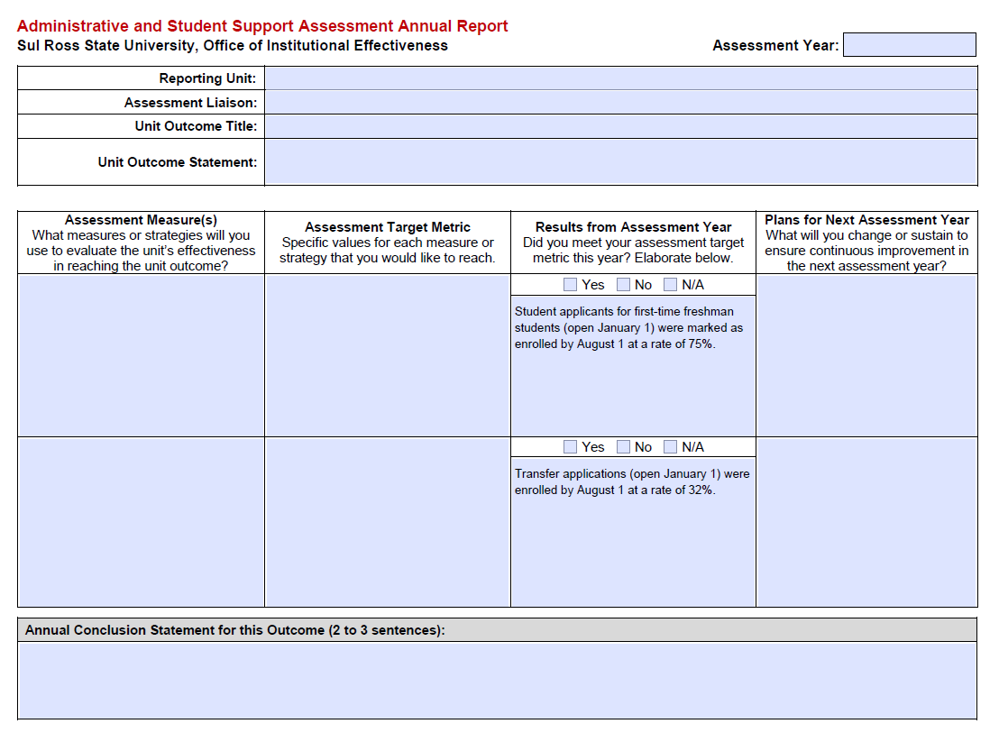 Administrative and Student Support Assessment Annual Report
Sul Ross State University, Office of Institutional Effectiveness
Assessment Year:
Reporting Unit:
Assessment Liaison:
Unit Outcome Title:
Unit Outcome Statement:
Assessment Measure(s)
What measures or strategies will you
use to evaluate the unit's effectiveness
in reaching the unit outcome?
Assessment Target Metric
Specific values for each measure or
strategy that you would like to reach.
Results from Assessment Year
Did you meet your assessment target
metric this year? Elaborate below.
Plans for Next Assessment Year
What will you change or sustain to
ensure continuous improvement in
the next assessment year?
Yes No N/A
Student applicants for first-time freshman
students (open January 1) were marked as
enrolled by August 1 at a rate of 75%.
Yes No N/A
Transfer applications (open January 1) were
enrolled by August 1 at a rate of 32%.
Annual Conclusion Statement for this Outcome (2 to 3 sentences):